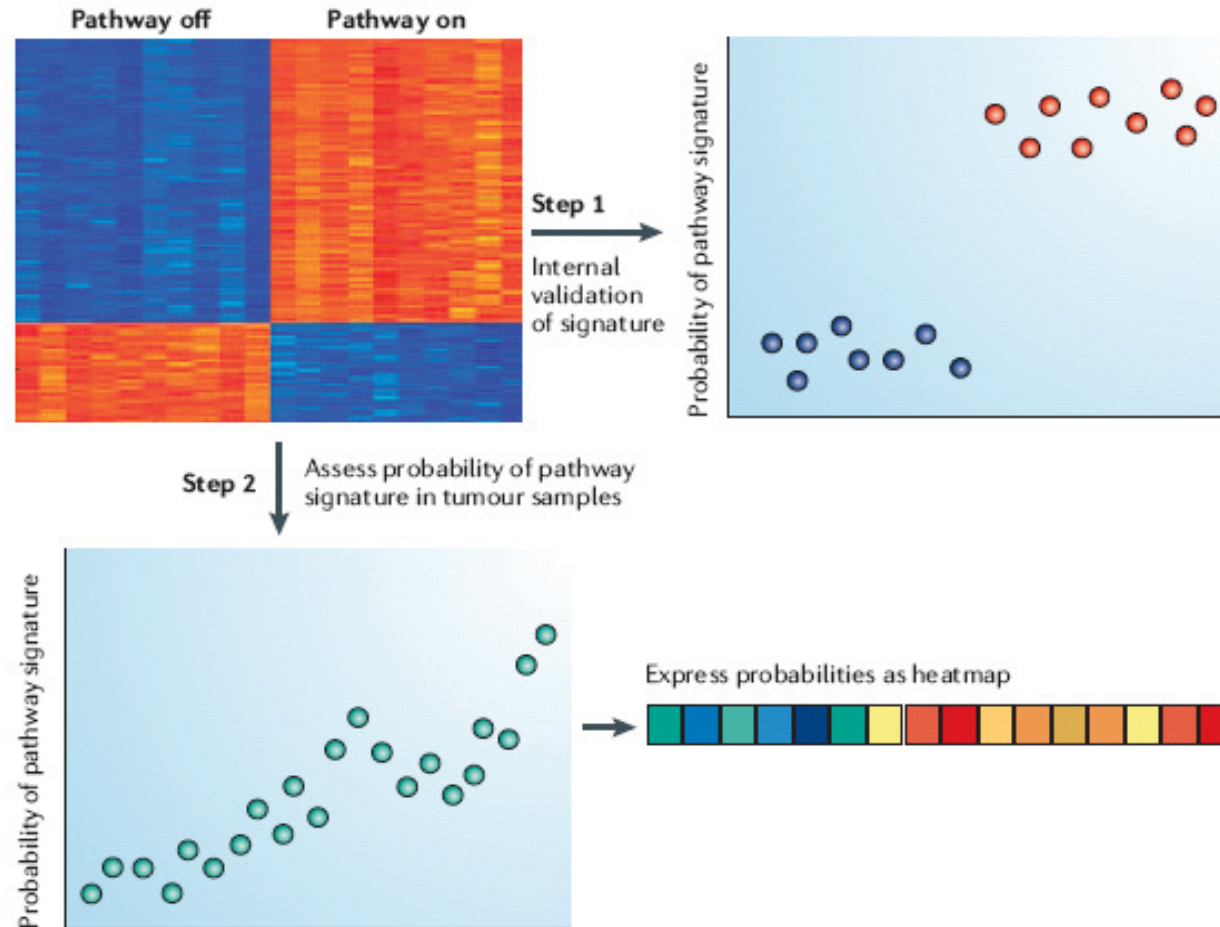 Pathway off
Pathway on
Step 1
Internal
validation
of signature
Probability of pathway signature
Step 2
Assess probability of pathway
signature in tumour samples
Probability of pathway signature
Express probabilities as heatmap